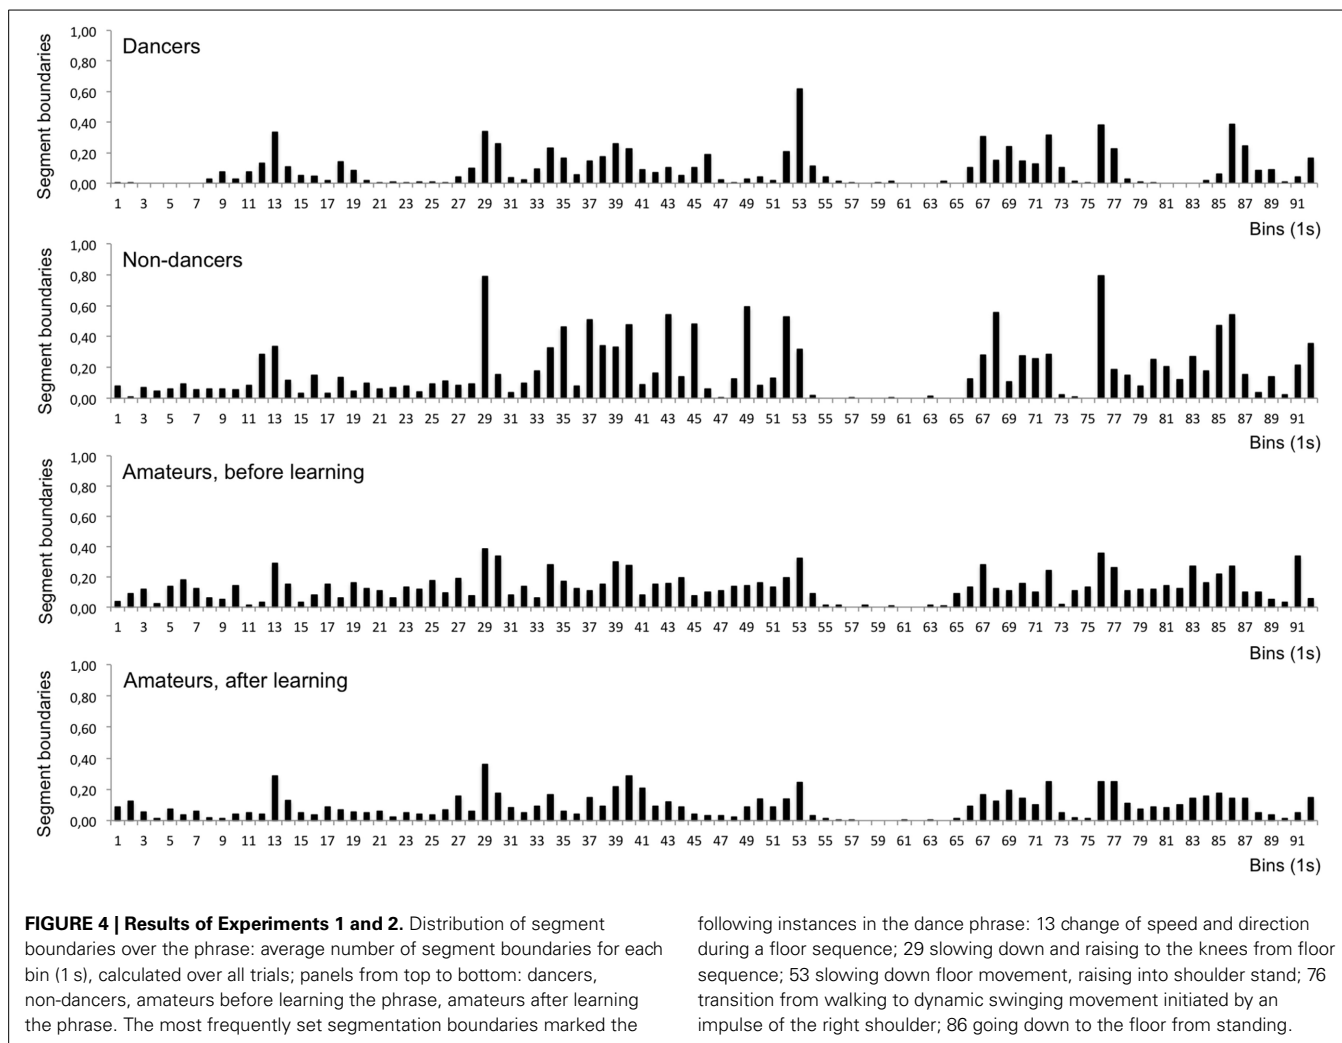 Dancers
Segment boundaries
1,00
0,80
0,60
0,40
0,20
0,00
1 3 5 7 9 11 13 15 17 19 21 23 25 27 29 31 33 35 37 39 41 43 45 47 49 51 53 55 57 59 61 63 65 67 69 71 73 75 77 79 81 83 85 87 89 91
Bins (1s)
Non-dancers
Segment boundaries
1,00
0,80
0,60
0,40
0,20
0,00
1 3 5 7 9 11 13 15 17 19 21 23 25 27 29 31 33 35 37 39 41 43 45 47 49 51 53 55 57 59 61 63 65 67 69 71 73 75 77 79 81 83 85 87 89 91
Bins (1s)
Amateurs, before learning
Segment boundaries
1,00
0,80
0,60
0,40
0,20
0,00
1 3 5 7 9 11 13 15 17 19 21 23 25 27 29 31 33 35 37 39 41 43 45 47 49 51 53 55 57 59 61 63 65 67 69 71 73 75 77 79 81 83 85 87 89 91
Bins (1s)
Amateurs, after learning
Segment boundaries
1,00
0,80
0,60
0,40
0,20
0,00
1 3 5 7 9 11 13 15 17 19 21 23 25 27 29 31 33 35 37 39 41 43 45 47 49 51 53 55 57 59 61 63 65 67 69 71 73 75 77 79 81 83 85 87 89 91
Bins (1s)
FIGURE 4 | Results of Experiments 1 and 2. Distribution of segment
boundaries over the phrase: average number of segment boundaries for each
bin (1 s), calculated over all trials; panels from top to bottom: dancers,
non-dancers, amateurs before learning the phrase, amateurs after learning
the phrase. The most frequently set segmentation boundaries marked the
following instances in the dance phrase: 13 change of speed and direction
during a floor sequence; 29 slowing down and raising to the knees from floor
sequence; 53 slowing down floor movement, raising into shoulder stand; 76
transition from walking to dynamic swinging movement initiated by an
impulse of the right shoulder; 86 going down to the floor from standing.